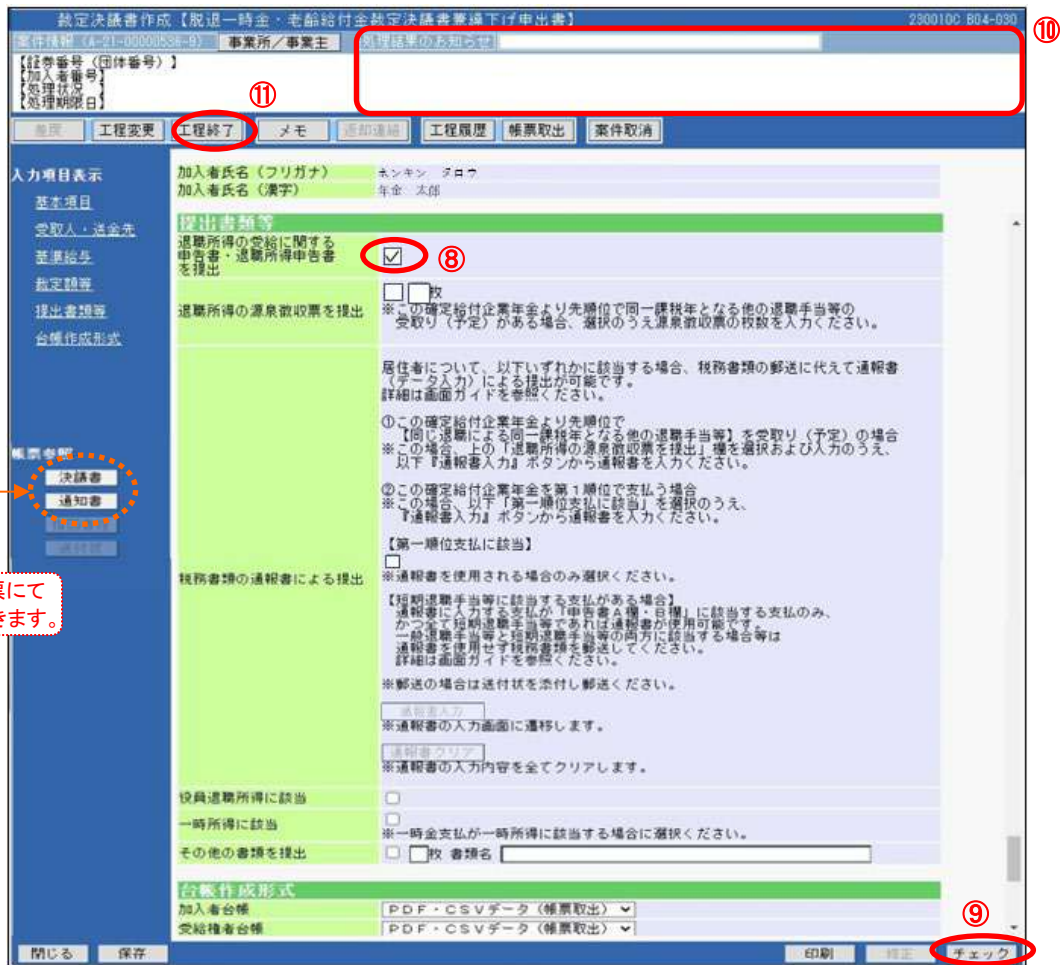 裁定決議書作成【脱退一時金・老齢給付金裁定決議書兼繰下げ申出書】 230010C B04-030
案件情報(A-21-00000536-9) 事業所/事業主 処理結果のお知らせ
⑩
【証券番号(団体番号)】
【加入者番号】
【処理状況 】
【処理期限日】
⑪
差戻 工程変更 工程終了 メモ 返却連絡 工程履歴 帳票取出 案件取消
入力項目表示
基本項目
受取人・送金先
基準給与
裁定額等
提出書類等
台帳作成形式
帳票参照
決議書
通知書
票にて
きます。
加入者氏名(フリガナ) ネンキン タロウ
加入者氏名(漢字) 年金 太郎
提出書類等
退職所得の受給に関する
申告書・退職所得申告書
を提出
⑧
退職所得の源泉徴収票を提出
枚
※この確定給付企業年金より先順位で同一課税年となる他の退職手当等の
受取り(予定)がある場合、選択のうえ源泉徴収票の枚数を入力ください。
税務書類の通報書による提出
居住者について、以下いずれかに該当する場合、税務書類の郵送に代えて通報書
(データ入力)による提出が可能です。
詳細は画面ガイドを参照ください。
①この確定給付企業年金より先順位で
【同じ退職による同一課税年となる他の退職手当等】を受取り(予定)の場合
※この場合、上の「退職所得の源泉徴収票を提出」欄を選択および入力のうえ、
以下『通報書入力』ボタンから通報書を入力ください。
②この確定給付企業年金を第1順位で支払う場合
※この場合、以下「第一順位支払に該当」を選択のうえ、
『通報書入力』ボタンから通報書を入力ください。
【第一順位支払に該当】
※通報書を使用される場合のみ選択ください。
【短期退職手当等に該当する支払がある場合】
通報書に入力する支払が「申告書A欄・B欄」に該当する支払のみ、
かつ全て短期退職手当等であれば通報書が使用可能です。
一般退職手当等と短期退職手当等の両方に該当する場合等は
通報書を使用せず税務書類を郵送してください。
詳細は画面ガイドを参照ください。
※郵送の場合は送付状を添付し郵送ください。
通報書入力
※通報書の入力画面に遷移します。
通報書クリア
※通報書の入力内容を全てクリアします。
役員退職所得に該当
一時所得に該当
※一時金支払が一時所得に該当する場合に選択ください。
その他の書類を提出 枚 書類名
台帳作成形式
加入者台帳 PDF・CSVデータ(帳票取出)
受給権者台帳 PDF・CSVデータ(帳票取出)
⑨
閉じる 保存 印刷 修正 チェック